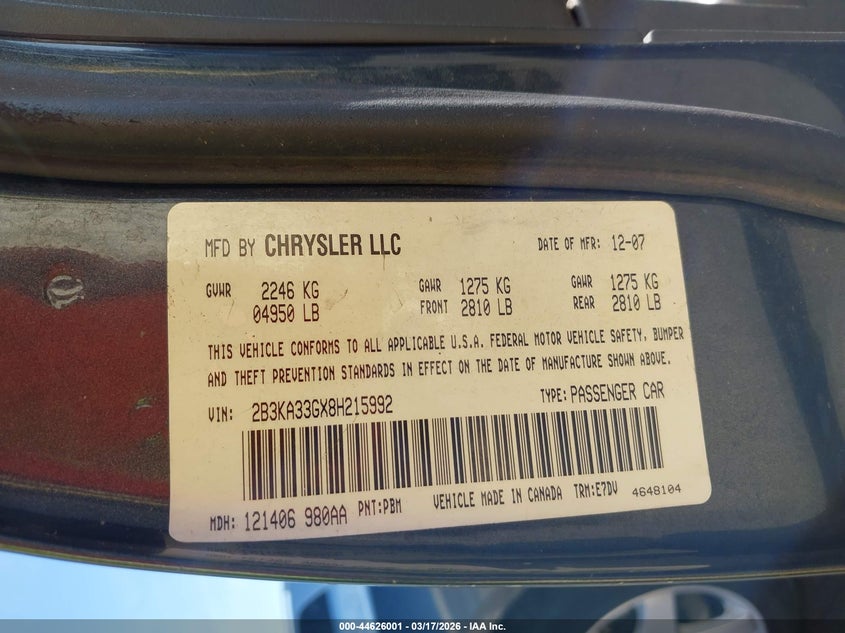 MFD BY CHRYSLER LLC DATE OF MFR: 12-07
GVWR 2246 KG GAWR 1275 KG GAWR 1275 KG
04950 LB FRONT 2810 LB REAR 2810 LB
THIS VEHICLE CONFORMS TO ALL APPLICABLE U.S.A. FEDERAL MOTOR VEHICLE SAFETY, BUMPER
AND THEFT PREVENTION STANDARDS IN EFFECT ON THE DATE OF MANUFACTURE SHOWN ABOVE.
VIN: 2B3KA33GX8H215992 TYPE: PASSENGER CAR
MDH: 121406 980AA PNT:PBM VEHICLE MADE IN CANADA TRM:E7DV 4648104
000-44626001 - 03/17/2026 - IAA Inc.